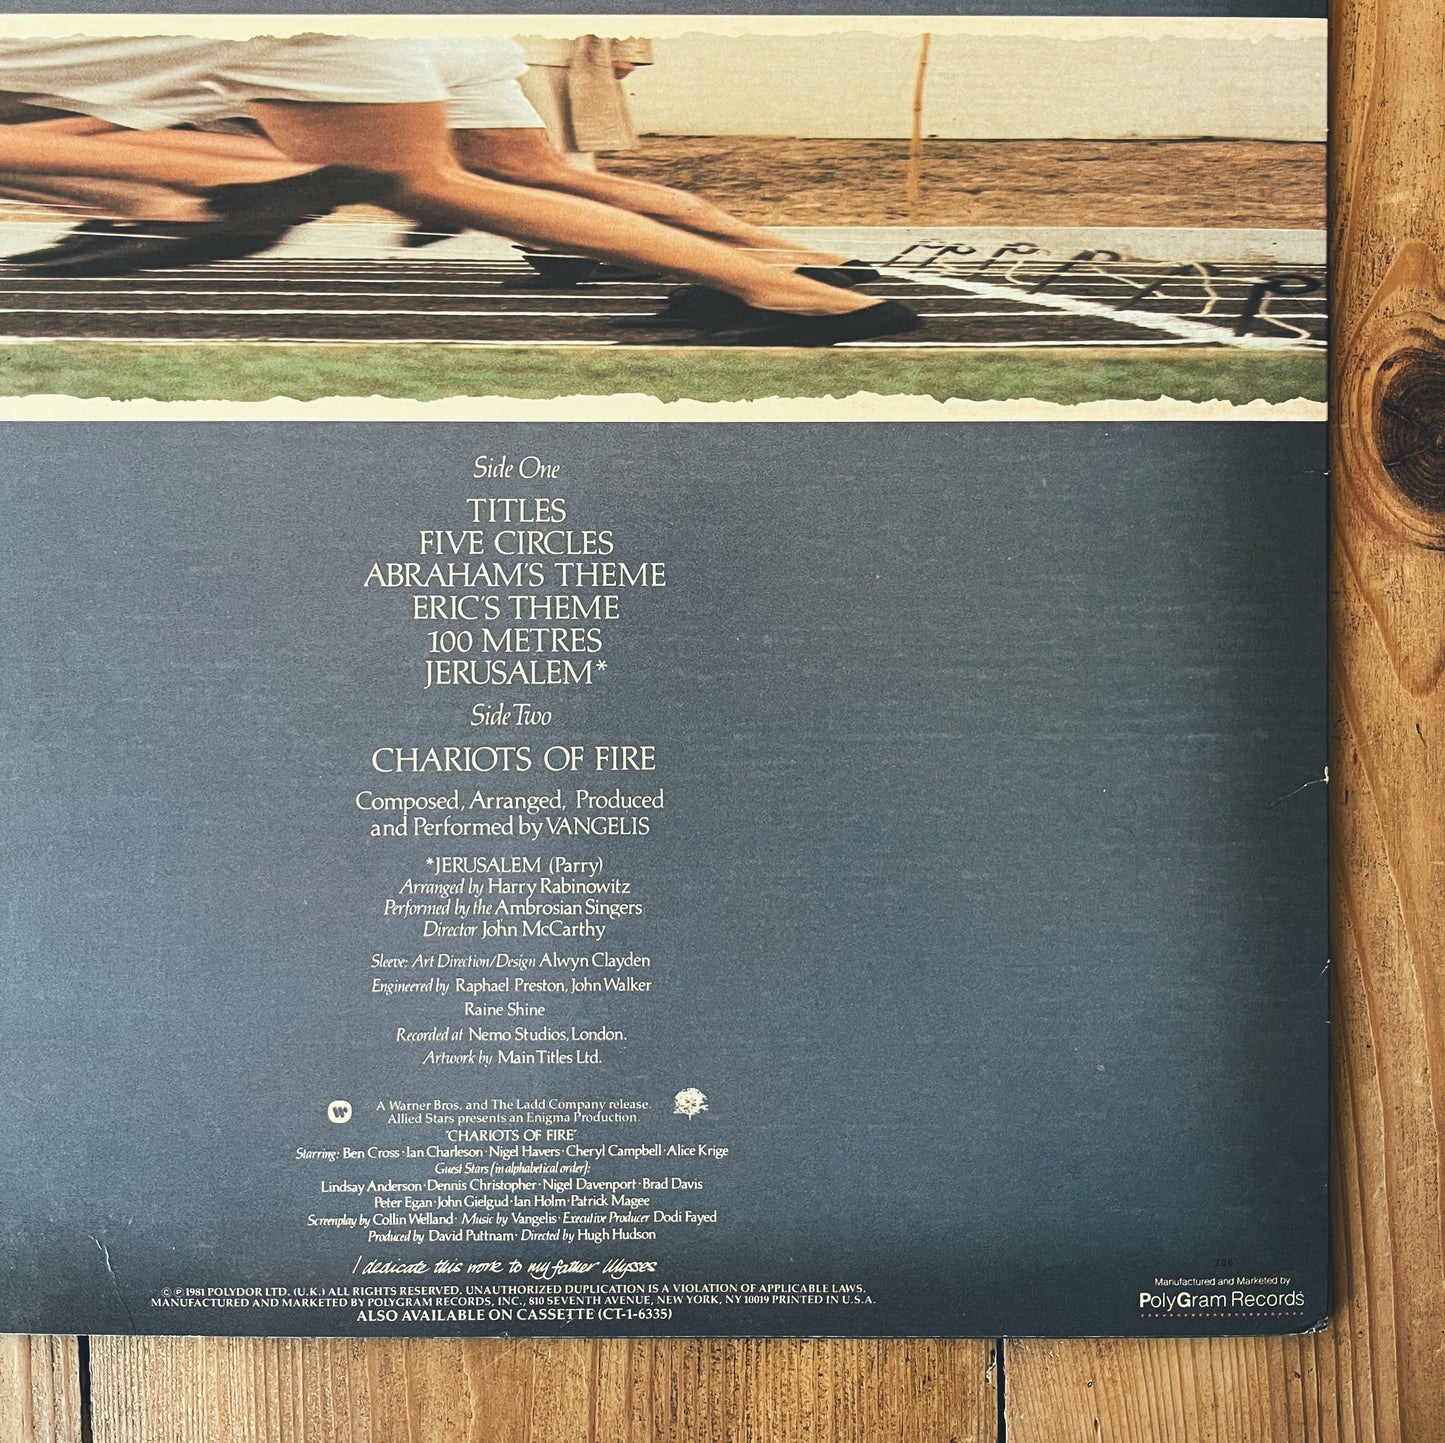 Side One
TITLES
FIVE CIRCLES
ABRAHAM'S THEME
ERIC'S THEME
100 METRES
JERUSALEM*
Side Two
CHARIOTS OF FIRE
Composed, Arranged, Produced
and Performed by VANGELIS
*JERUSALEM (Parry)
Arranged by Harry Rabinowitz
Performed by the Ambrosian Singers
Director John McCarthy
Sleeve: Art Direction/Design Alwyn Clayden
Engineered by Raphael Preston, John Walker
Raine Shine
Recorded at Nemo Studios, London.
Artwork by Main Titles Ltd.
A Warner Bros. and The Ladd Company release.
Allied Stars presents an Enigma Production.
"CHARIOTS OF FIRE"
Starring: Ben Cross · Ian Charleson · Nigel Havers · Cheryl Campbell · Alice Krige
Guest Stars (in alphabetical order):
Lindsay Anderson · Dennis Christopher · Nigel Davenport · Brad Davis
Peter Egan · John Gielgud · Ian Holm · Patrick Magee
Screenplay by Collin Welland · Music by Vangelis · Executive Producer Dodi Fayed
Produced by David Puttnam · Directed by Hugh Hudson
I dedicate this work to my father Ulysses
© ℗ 1981 POLYDOR LTD. (U.K.) ALL RIGHTS RESERVED. UNAUTHORIZED DUPLICATION IS A VIOLATION OF APPLICABLE LAWS.
MANUFACTURED AND MARKETED BY POLYGRAM RECORDS, INC., 810 SEVENTH AVENUE, NEW YORK, NY 10019 PRINTED IN U.S.A.
ALSO AVAILABLE ON CASSETTE (CT-1-6335)
206
Manufactured and Marketed by
PolyGram Records